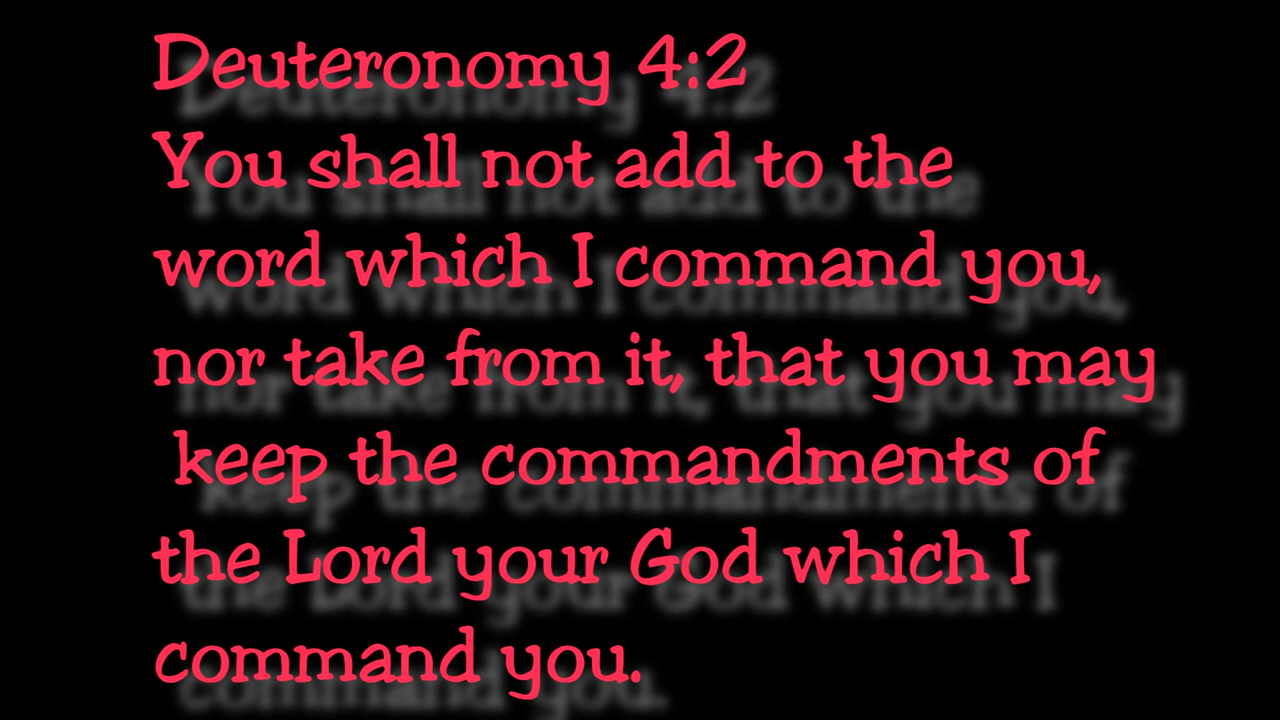 Deuteronomy 4:2
You shall not add to the
word which I command you,
nor take from it, that you may
keep the commandments of
the Lord your God which I
command you.